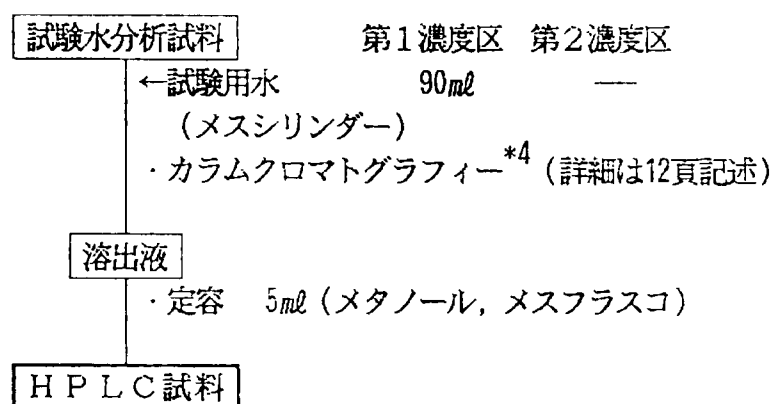 試験水分析試料 第1濃度区 第2濃度区
←試験用水 90ml —
(メスシリンダー)
・カラムクロマトグラフィー*4 (詳細は12頁記述)
溶出液
・定容 5ml (メタノール, メスフラスコ)
HPLC試料